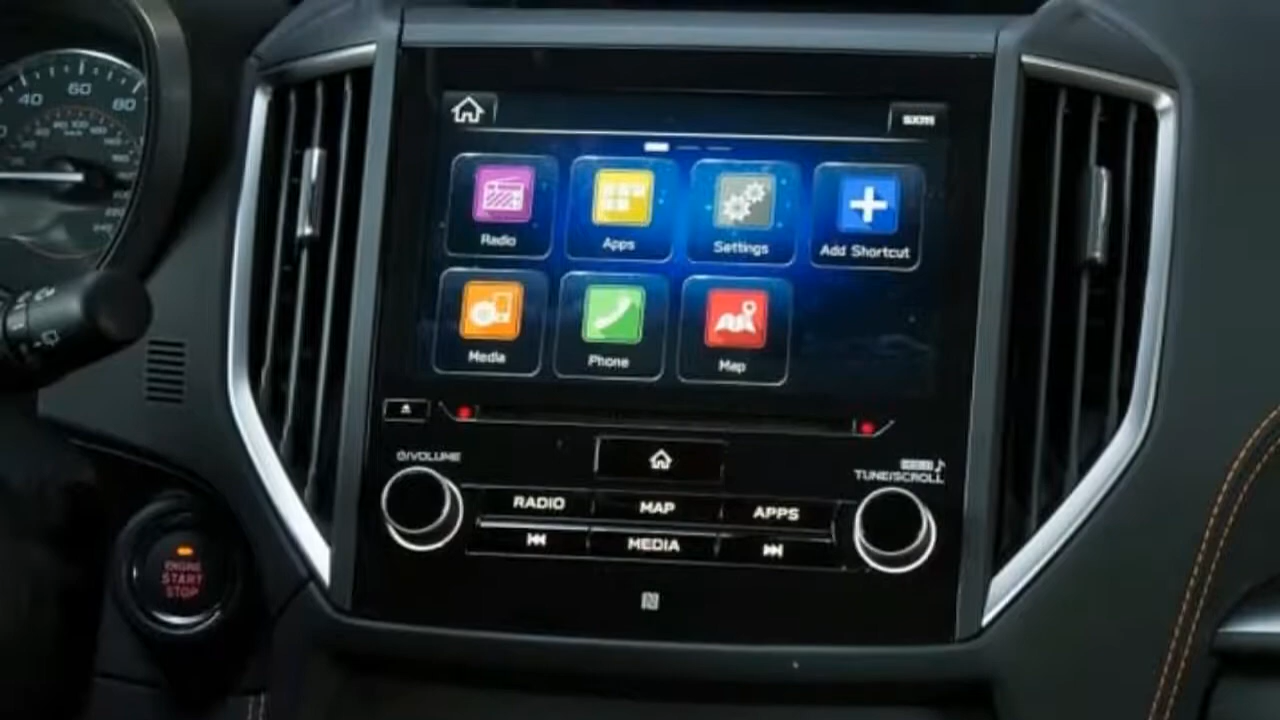 40
60
80
SXM
Radio
Apps
Settings
Add Shortcut
Media
Phone
Map
/VOLUME
TUNE/SCROLL
RADIO
MAP
APPS
MEDIA
ENGINE
START
STOP